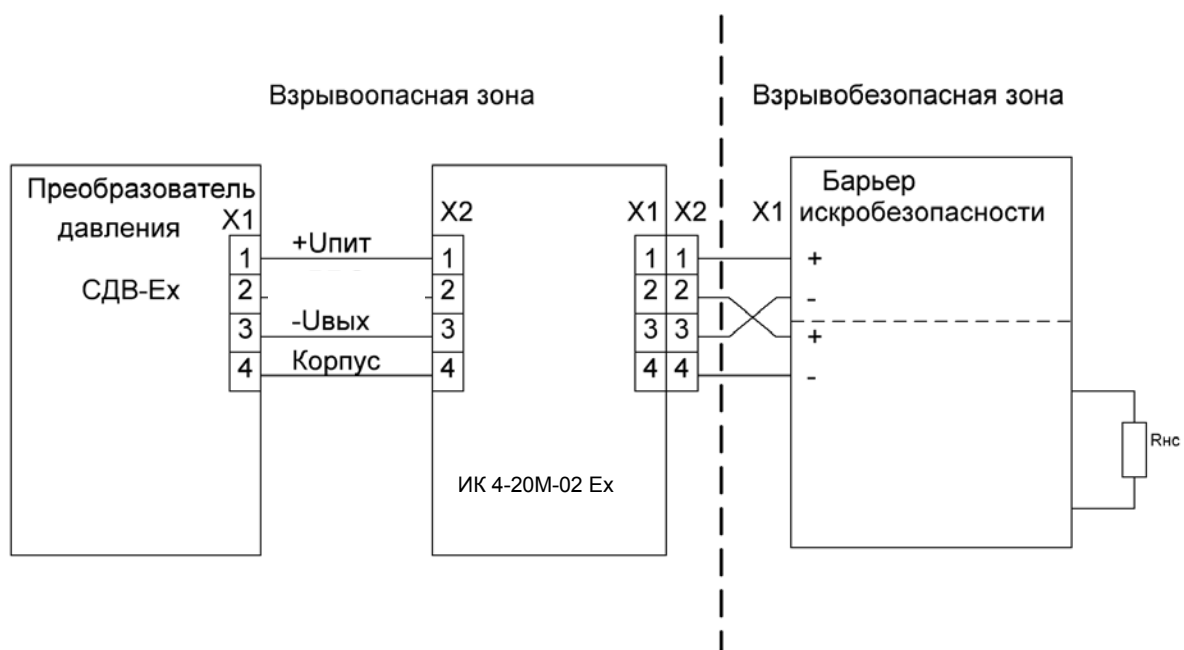 Взрывоопасная зона
Взрывобезопасная зона
Преобразователь
давления
СДВ-Ех
X1
1
2
3
4
+Uпит
-Uвых
Корпус
X2
1
2
3
4
ИК 4-20М-02 Ех
X1 X2
1 1
2 2
3 3
4 4
X1
Барьер
искробезопасности
+
-
+
-
Rнс